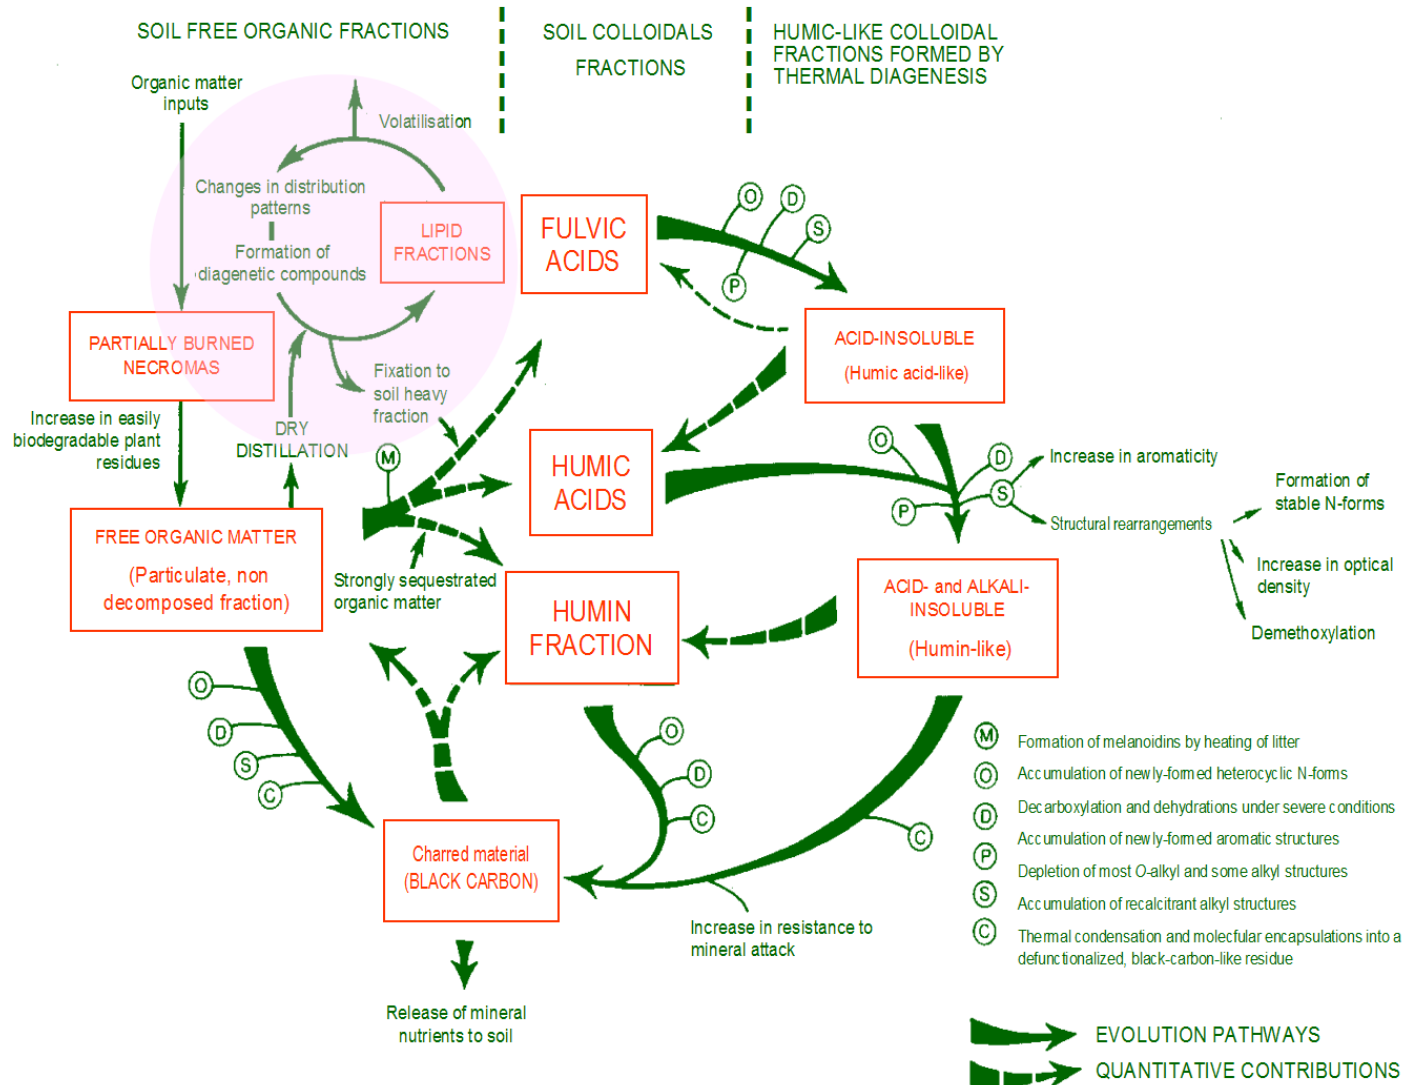 SOIL FREE ORGANIC FRACTIONS
SOIL COLLOIDALS
FRACTIONS
HUMIC-LIKE COLLOIDAL
FRACTIONS FORMED BY
THERMAL DIAGENESIS
Organic matter
inputs
Volatilisation
Changes in distribution
patterns
Formation of
diagenetic compounds
LIPID
FRACTIONS
FULVIC
ACIDS
O
D
S
P
PARTIALLY BURNED
NECROMAS
ACID-INSOLUBLE
(Humic acid-like)
Fixation to
soil heavy
fraction
Increase in easily
biodegradable plant
residues
DRY
DISTILLATION
M
HUMIC
ACIDS
O
D
P
S
Increase in aromaticity
Structural rearrangements
Formation of
stable N-forms
Increase in optical
density
Demethoxylation
FREE ORGANIC MATTER
(Particulate, non
decomposed fraction)
Strongly sequestrated
organic matter
HUMIN
FRACTION
ACID- and ALKALI-
INSOLUBLE
(Humin-like)
O
D
S
C
O
D
C
C
Charred material
(BLACK CARBON)
Increase in resistance to
mineral attack
Release of mineral
nutrients to soil
M Formation of melanoidins by heating of litter
O Accumulation of newly-formed heterocyclic N-forms
D Decarboxylation and dehydrations under severe conditions
Accumulation of newly-formed aromatic structures
P Depletion of most O-alkyl and some alkyl structures
S Accumulation of recalcitrant alkyl structures
C Thermal condensation and molecfular encapsulations into a
defunctionalized, black-carbon-like residue
EVOLUTION PATHWAYS
QUANTITATIVE CONTRIBUTIONS